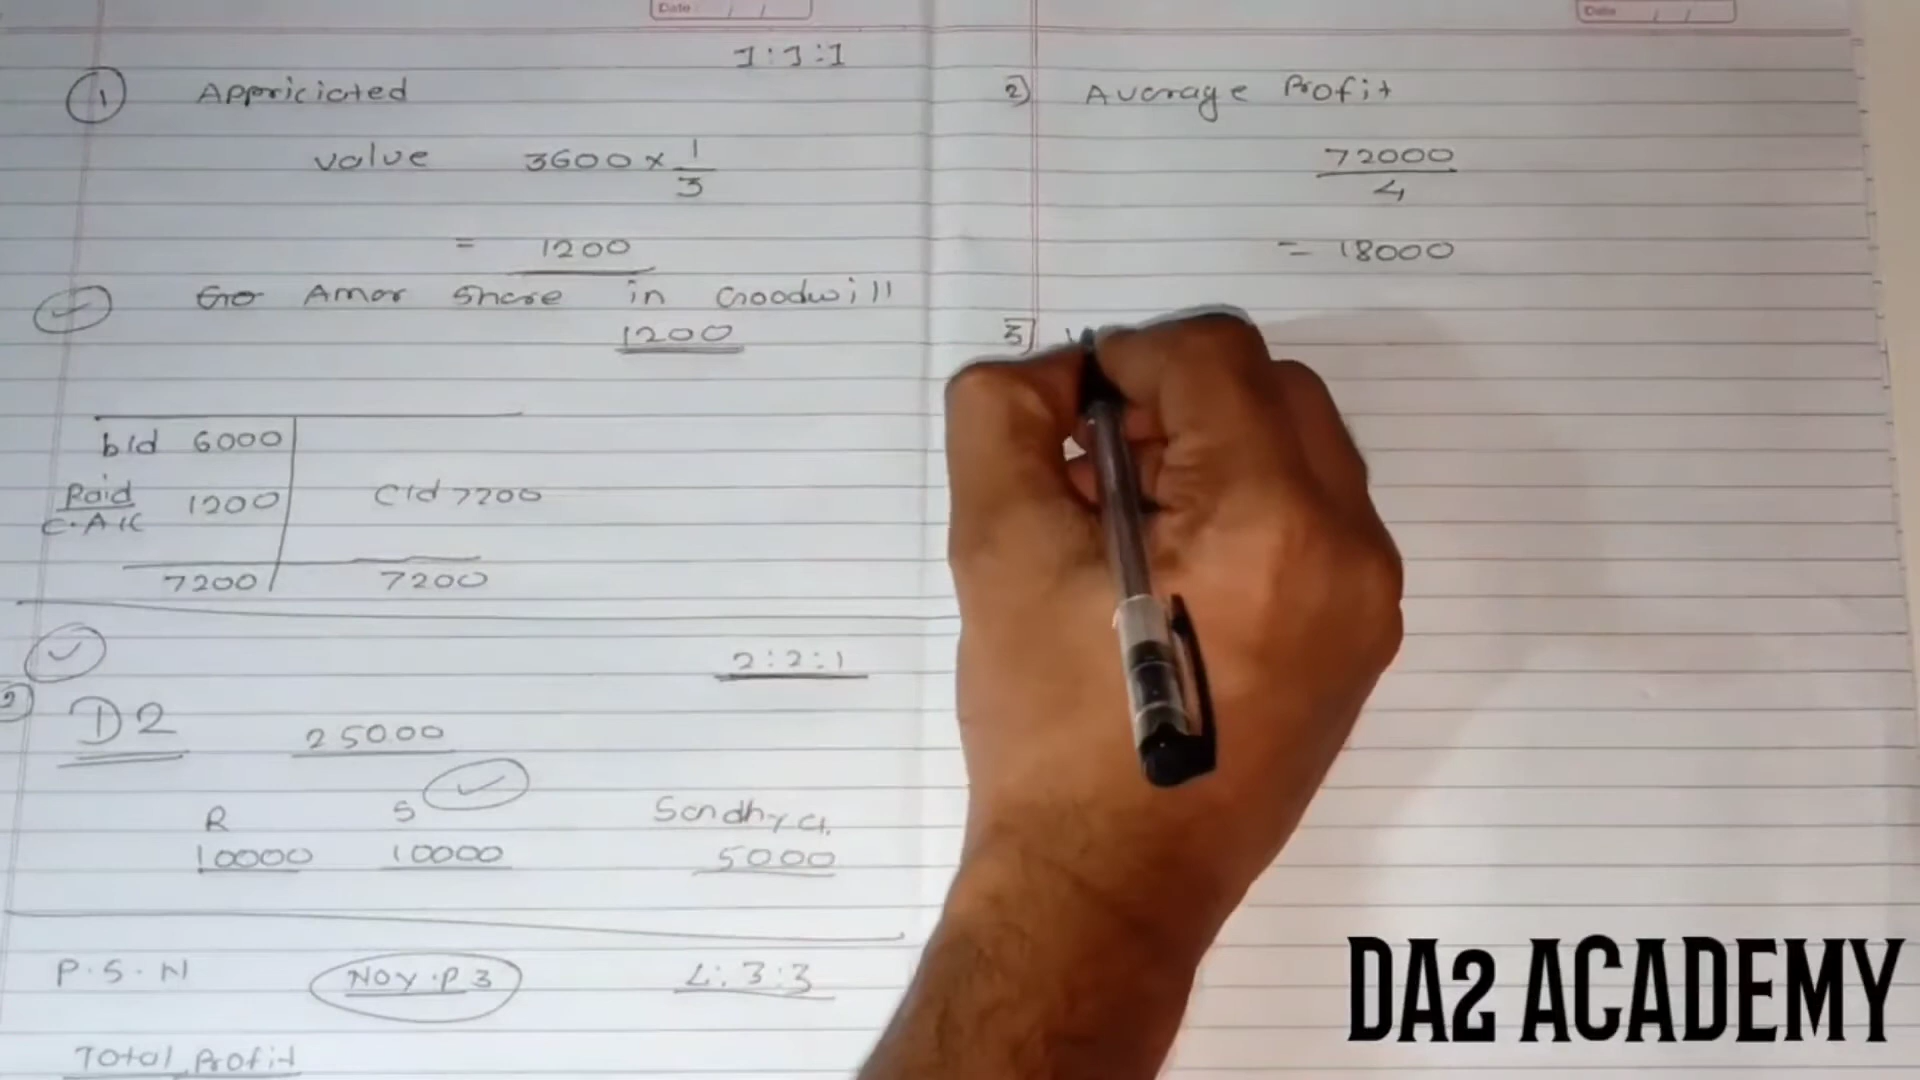 Date / /
1:1:1
1 Appriciated
value 3600 × 1/3
= 1200
Amar Share in Goodwill
1200
b/d 6000
Paid 1200 C/d 7200
C.A/C
7200 7200
2:2:1
D2 25000
R S Sandhya
10000 10000 5000
P.S.N Nov.P3 4:3:3
Total Profit
Date / /
2) Average Profit
72000/4
= 18000
3]
DA2 ACADEMY